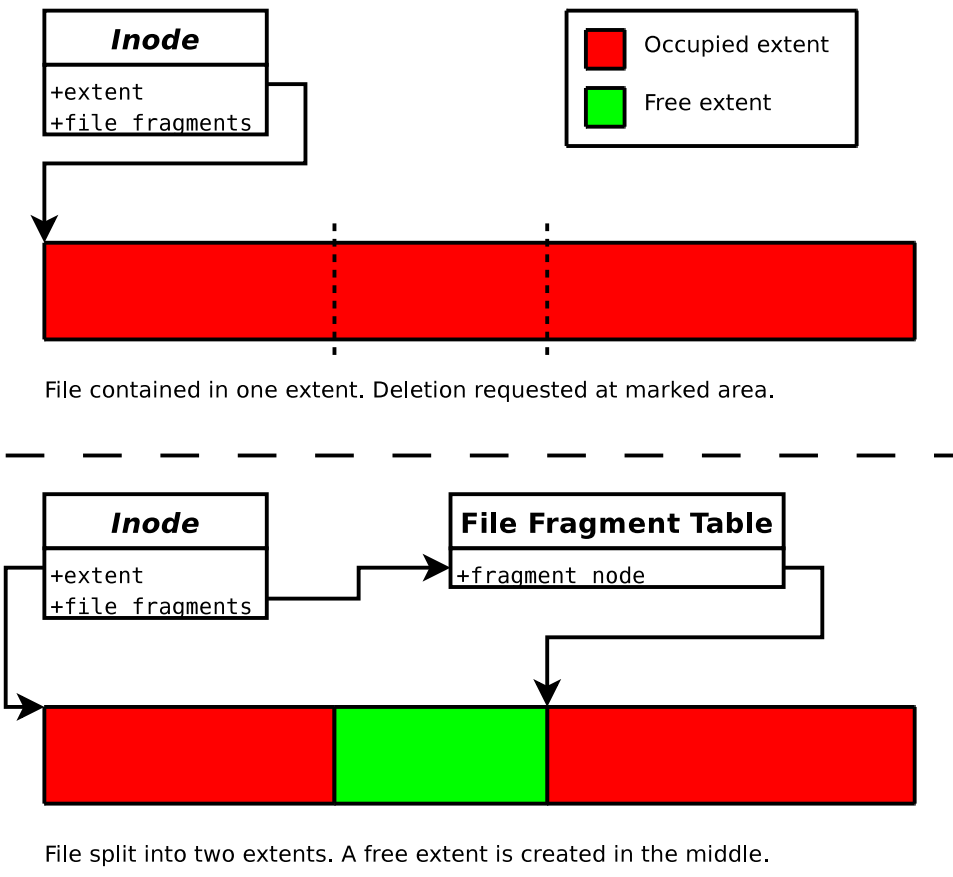 Inode
+extent
+file_fragments
Occupied extent
Free extent
File contained in one extent. Deletion requested at marked area.
Inode
+extent
+file_fragments
File Fragment Table
+fragment_node
File split into two extents. A free extent is created in the middle.